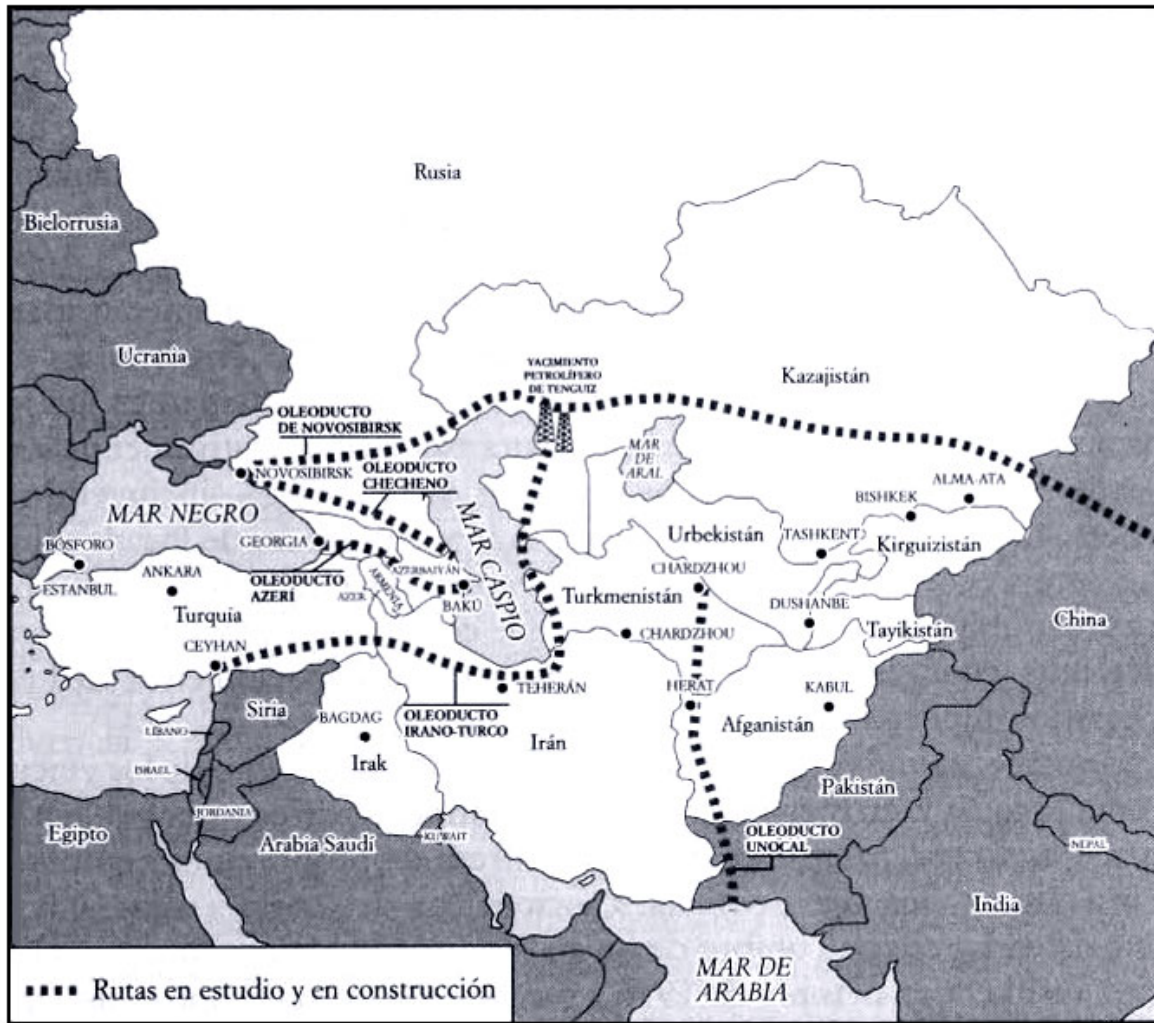 Rusia
Bielorrusia
Ucrania
YACIMIENTO
PETROLÍFERO
DE TENGUIZ
Kazajistán
OLEODUCTO
DE NOVOSIBIRSK
NOVOSIBIRSK
OLEODUCTO
CHECHENO
MAR
DE
ARAL
ALMA-ATA
BISHKEK
MAR NEGRO
MAR CASPIO
Urbekistán
TASHKENT
Kirguizistán
BÓSFORO
GEORGIA
ANKARA
OLEODUCTO
AZERÍ
AZERBAIYÁN
ARMENIA
AZER
BAKÚ
CHARDZHOU
ESTANBUL
Turquía
Turkmenistán
DUSHANBE
China
CHARDZHOU
Tayikistán
CEYHAN
TEHERÁN
HERAT
KABUL
Siria
BAGDAG
OLEODUCTO
IRANO-TURCO
Afganistán
LÍBANO
Irán
Irak
ISRAEL
Pakistán
JORDANIA
Egipto
Arabia Saudí
KUWAIT
OLEODUCTO
UNOCAL
NEPAL
India
MAR DE
ARABIA
Rutas en estudio y en construcción